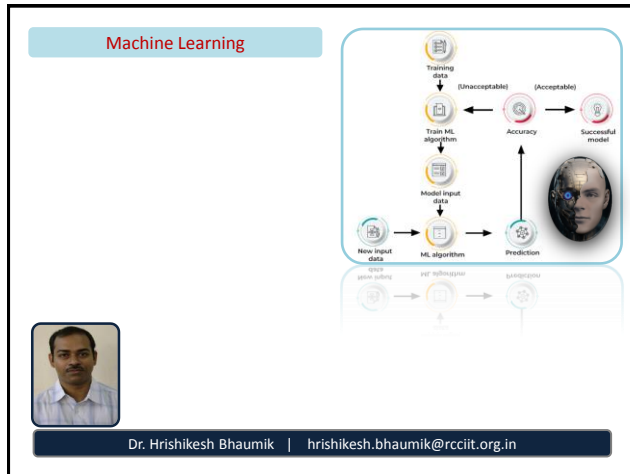 Machine Learning
Training
data
(Unacceptable)
(Acceptable)
Train ML
algorithm
Accuracy
Successful
model
Model input
data
New input
data
ML algorithm
Prediction
Dr. Hrishikesh Bhaumik | hrishikesh.bhaumik@rcciit.org.in